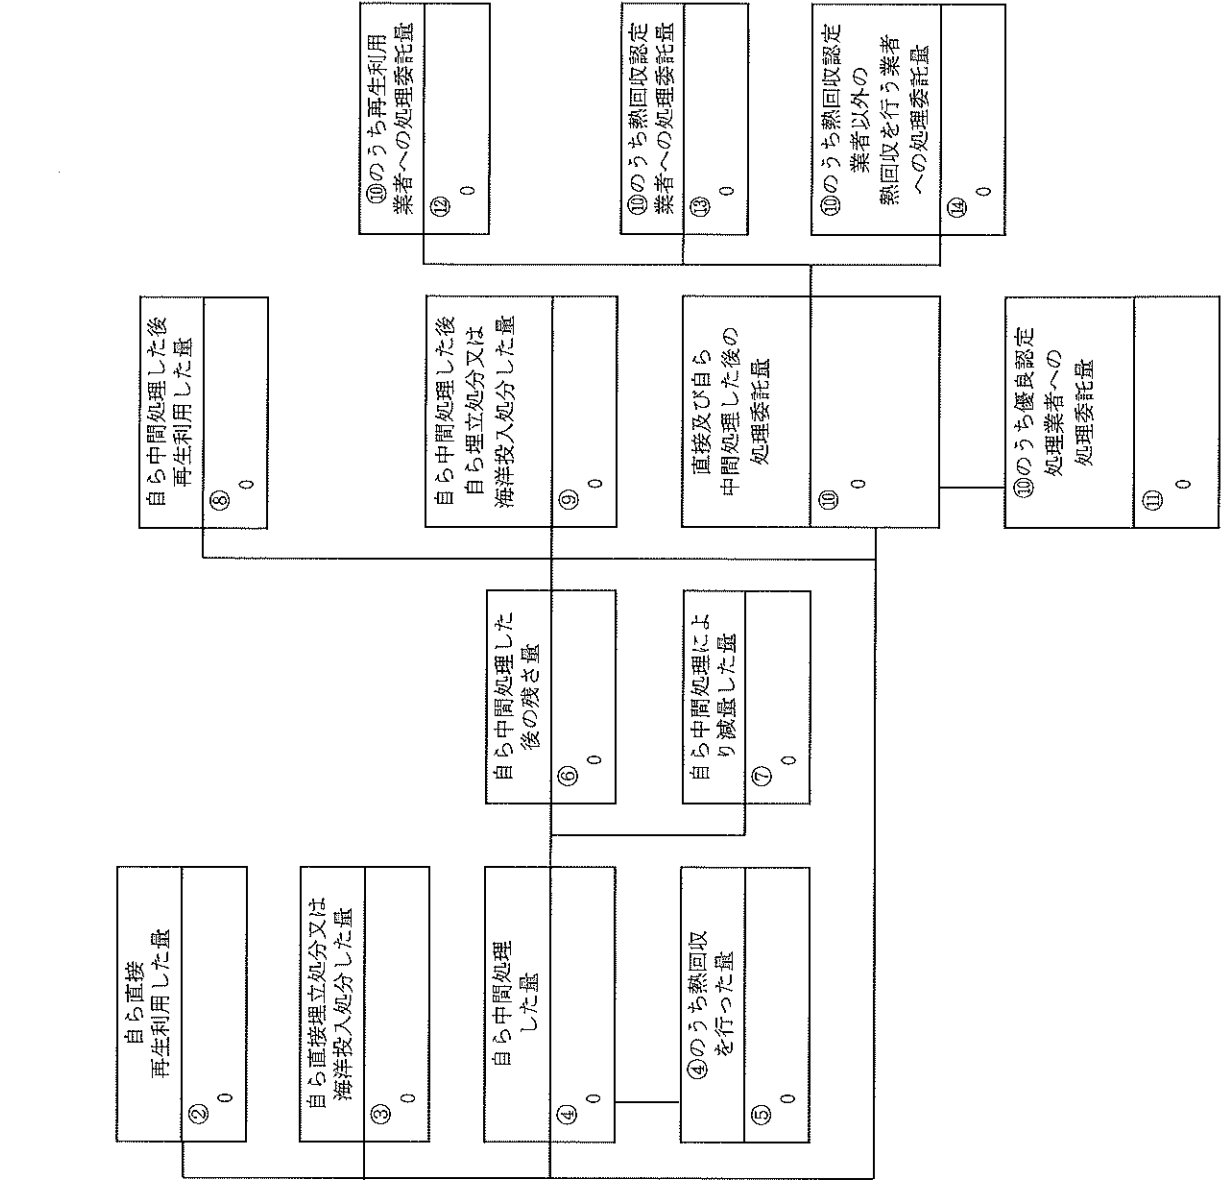 自ら直接
再生利用した量
②
0
自ら直接埋立処分又は
海洋投入処分した量
③
0
自ら中間処理
した量
④
0
④のうち熱回収
を行った量
⑤
0
自ら中間処理した
後の残さ量
⑥
0
自ら中間処理によ
り減量した量
⑦
0
自ら中間処理した後
再生利用した量
⑧
0
自ら中間処理した後
自ら埋立処分又は
海洋投入処分した量
⑨
0
直接及び自ら
中間処理した後の
処理委託量
⑩
0
⑩のうち優良認定
処理業者への
処理委託量
⑪
0
⑩のうち再生利用
業者への処理委託量
⑫
0
⑩のうち熱回収認定
業者への処理委託量
⑬
0
⑩のうち熱回収認定
業者以外の
熱回収を行う業者
への処理委託量
⑭
0